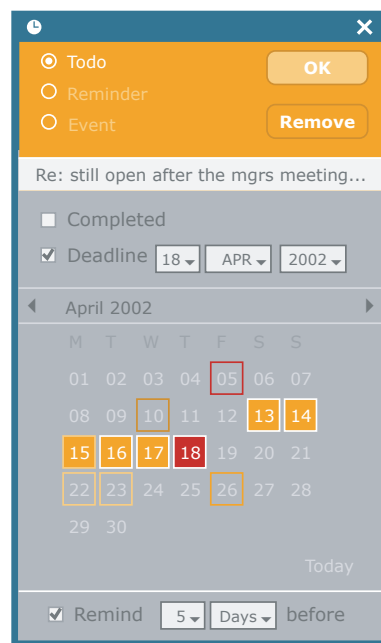 Todo
OK
Reminder
Event
Remove
Re: still open after the mgrs meeting...
Completed
Deadline 18 APR 2002
April 2002
M T W T F S S
01 02 03 04 05 06 07
08 09 10 11 12 13 14
15 16 17 18 19 20 21
22 23 24 25 26 27 28
29 30
Today
Remind 5 Days before